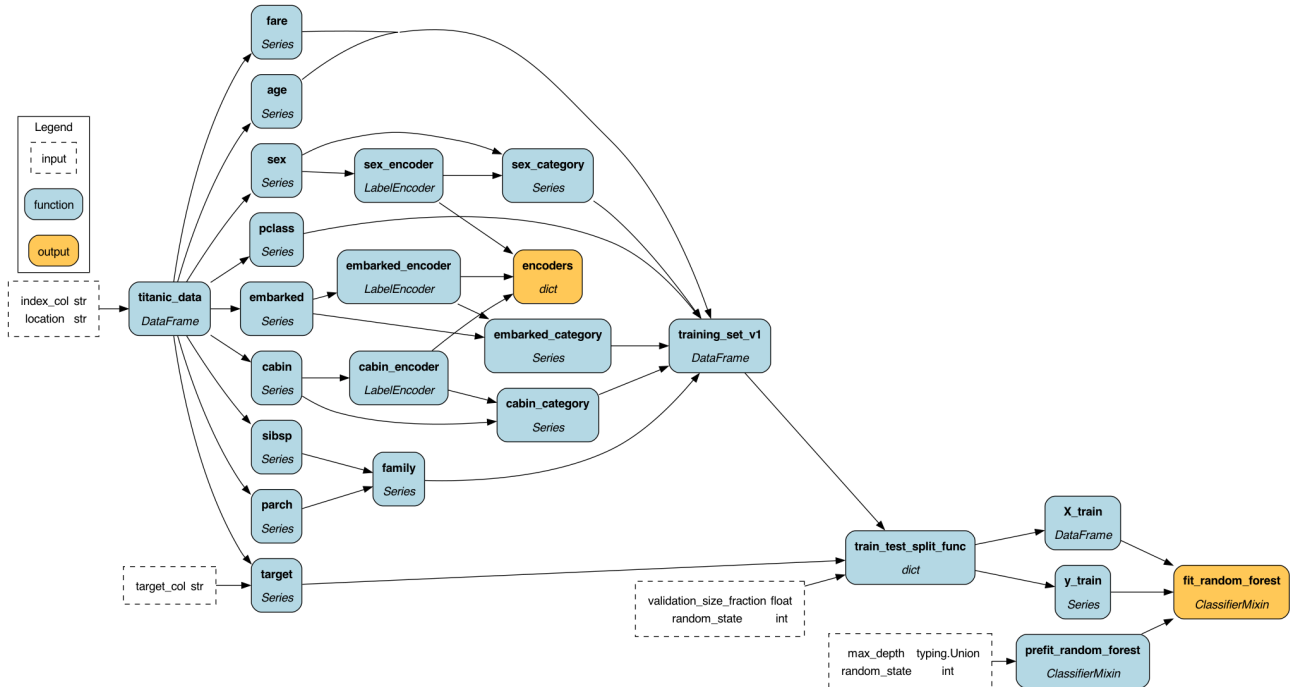 Legend
input
function
output
index_col str
location str
titanic_data
DataFrame
fare
Series
age
Series
sex
Series
pclass
Series
embarked
Series
cabin
Series
sibsp
Series
parch
Series
target_col str
target
Series
sex_encoder
LabelEncoder
embarked_encoder
LabelEncoder
cabin_encoder
LabelEncoder
family
Series
sex_category
Series
encoders
dict
embarked_category
Series
cabin_category
Series
training_set_v1
DataFrame
validation_size_fraction float
random_state int
train_test_split_func
dict
max_depth typing.Union
random_state int
X_train
DataFrame
y_train
Series
prefit_random_forest
ClassifierMixin
fit_random_forest
ClassifierMixin